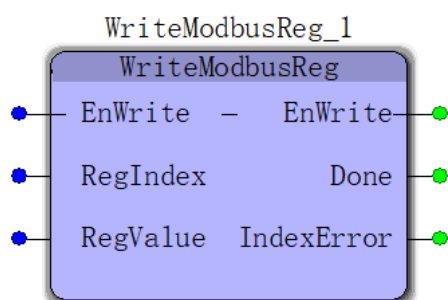 WriteModbusReg_1
WriteModbusReg
EnWrite — EnWrite
RegIndex Done
RegValue IndexError